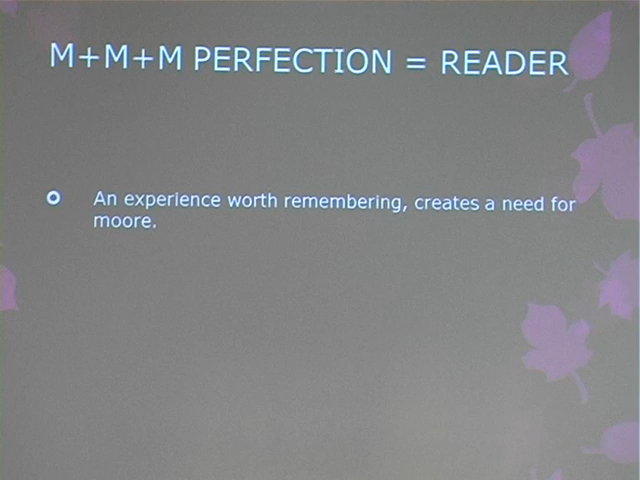 M+M+M PERFECTION = READER
An experience worth remembering, creates a need for
moore.